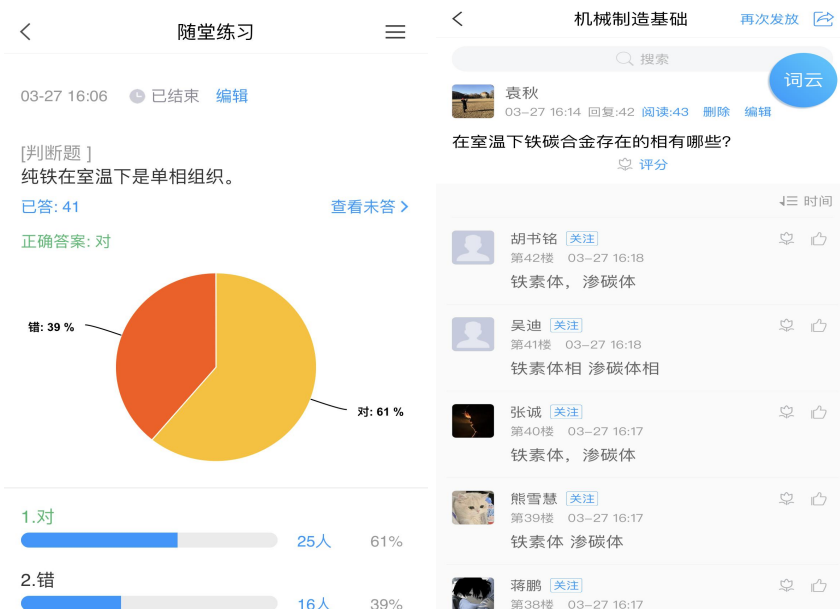 随堂练习
03-27 16:06 已结束 编辑
[判断题 ]
纯铁在室温下是单相组织。
已答: 41 查看未答
正确答案: 对
错: 39 %
对: 61 %
1.对
25人 61%
2.错
16人 39%
机械制造基础 再次发放
搜索
词云
袁秋
03-27 16:14 回复:42 阅读:43 删除 编辑
在室温下铁碳合金存在的相有哪些?
评分
时间
胡书铭 关注
第42楼 03-27 16:18
铁素体，渗碳体
吴迪 关注
第41楼 03-27 16:18
铁素体相 渗碳体相
张诚 关注
第40楼 03-27 16:17
铁素体，渗碳体
熊雪慧 关注
第39楼 03-27 16:17
铁素体 渗碳体
蒋鹏 关注
第38楼 03-27 16:17